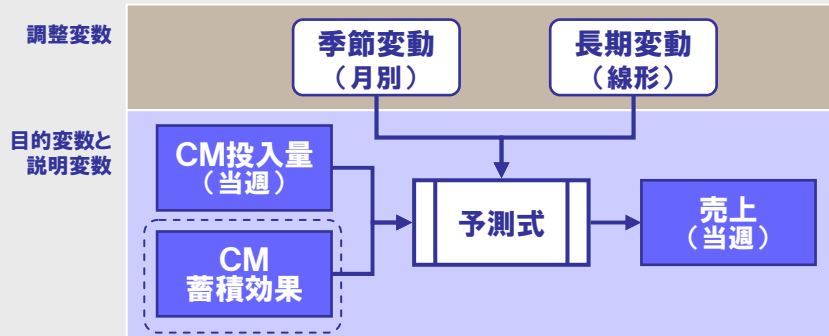 調整変数
季節変動
（月別）
長期変動
（線形）
目的変数と
説明変数
CM投入量
（当週）
CM
蓄積効果
予測式
売上
（当週）